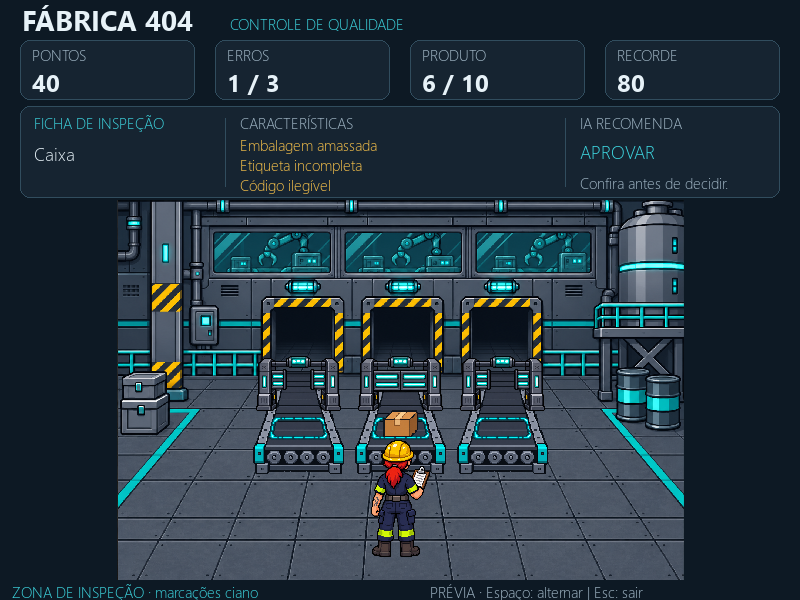 FÁBRICA 404
CONTROLE DE QUALIDADE
PONTOS
40
ERROS
1 / 3
PRODUTO
6 / 10
RECORDE
80
FICHA DE INSPEÇÃO
Caixa
CARACTERÍSTICAS
Embalagem amassada
Etiqueta incompleta
Código ilegível
IA RECOMENDA
APROVAR
Confira antes de decidir.
ZONA DE INSPEÇÃO · marcações ciano
PRÉVIA · Espaço: alternar | Esc: sair